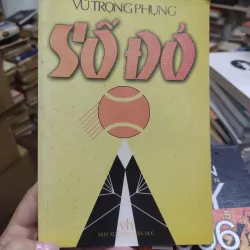 VŨ TRỌNG PHỤNG
SỐ ĐỎ